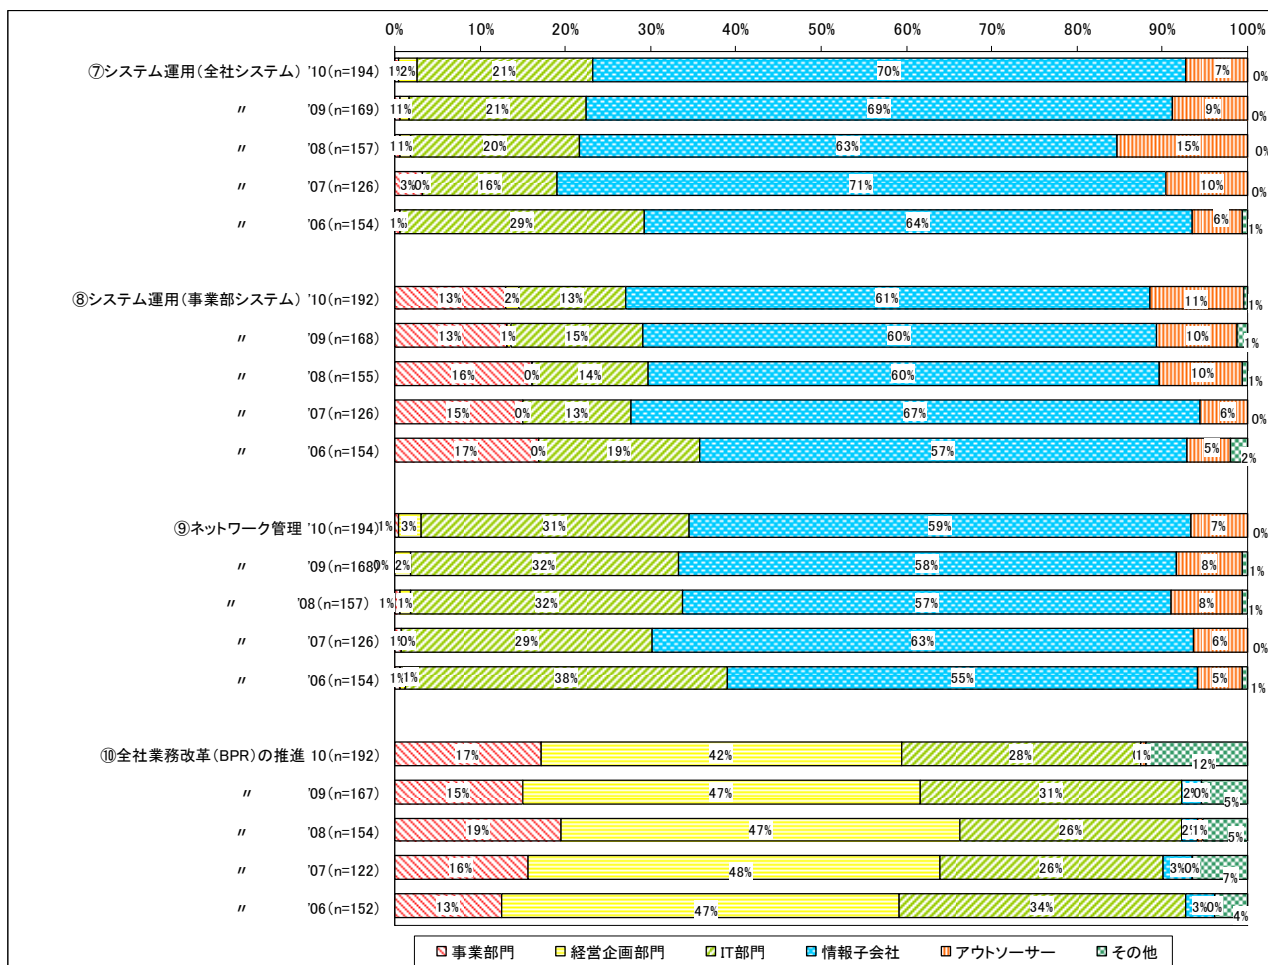 0% 10% 20% 30% 40% 50% 60% 70% 80% 90% 100%
⑦システム運用(全社システム) '10(n=194) 1% 2% 21% 70% 7% 0%
〃 '09(n=169) 1 1% 21% 69% 9% 0%
〃 '08(n=157) 1 1% 20% 63% 15% 0%
〃 '07(n=126) 3% 0% 16% 71% 10% 0%
〃 '06(n=154) 1% 29% 64% 6% 1%
⑧システム運用(事業部システム) '10(n=192) 13% 2% 13% 61% 11% 1%
〃 '09(n=168) 13% 1% 15% 60% 10% 1%
〃 '08(n=155) 16% 0% 14% 60% 10% 1%
〃 '07(n=126) 15% 0% 13% 67% 6% 0%
〃 '06(n=154) 17% 0% 19% 57% 5% 2%
⑨ネットワーク管理 '10(n=194) 1% 3% 31% 59% 7% 0%
〃 '09(n=168) 0% 2% 32% 58% 8% 1%
〃 '08(n=157) 1% 1% 32% 57% 8% 1%
〃 '07(n=126) 1% 0% 29% 63% 6% 0%
〃 '06(n=154) 1% 1% 38% 55% 5% 1%
⑩全社業務改革(BPR)の推進 10(n=192) 17% 42% 28% 1% 12%
〃 '09(n=167) 15% 47% 31% 2% 0% 5%
〃 '08(n=154) 19% 47% 26% 2% 1% 5%
〃 '07(n=122) 16% 48% 26% 3% 0% 7%
〃 '06(n=152) 13% 47% 34% 3% 0% 4%
事業部門 経営企画部門 IT部門 情報子会社 アウトソーサー その他